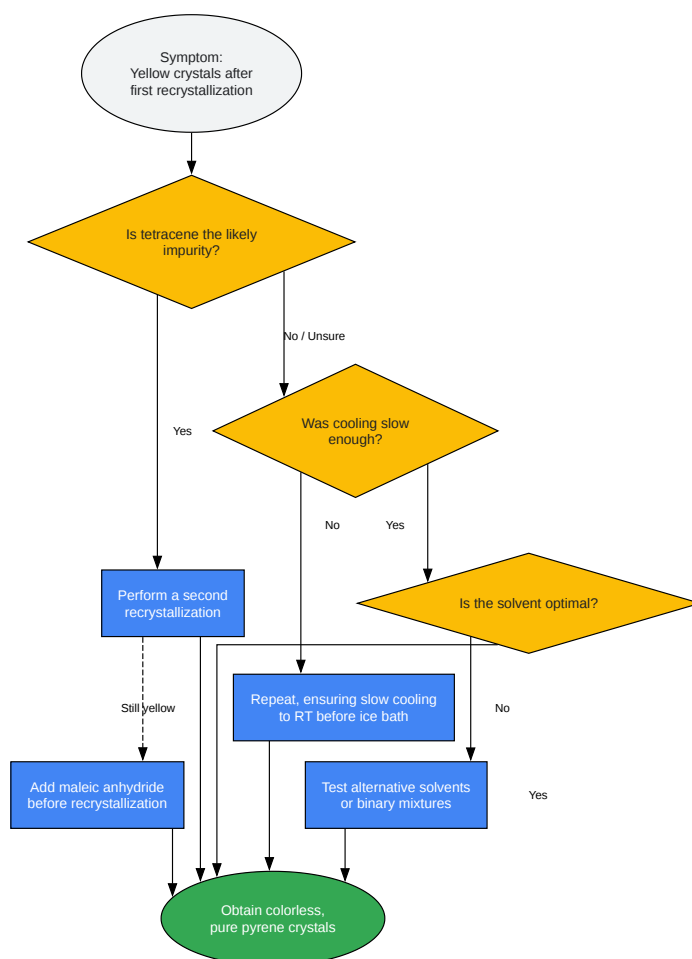 Symptom:
Yellow crystals after
first recrystallization
Is tetracene the likely
impurity?
No / Unsure
Was cooling slow
enough?
Yes
No
Yes
Perform a second
recrystallization
Is the solvent optimal?
Still yellow
Repeat, ensuring slow cooling
to RT before ice bath
No
Add maleic anhydride
before recrystallization
Test alternative solvents
or binary mixtures
Yes
Obtain colorless,
pure pyrene crystals